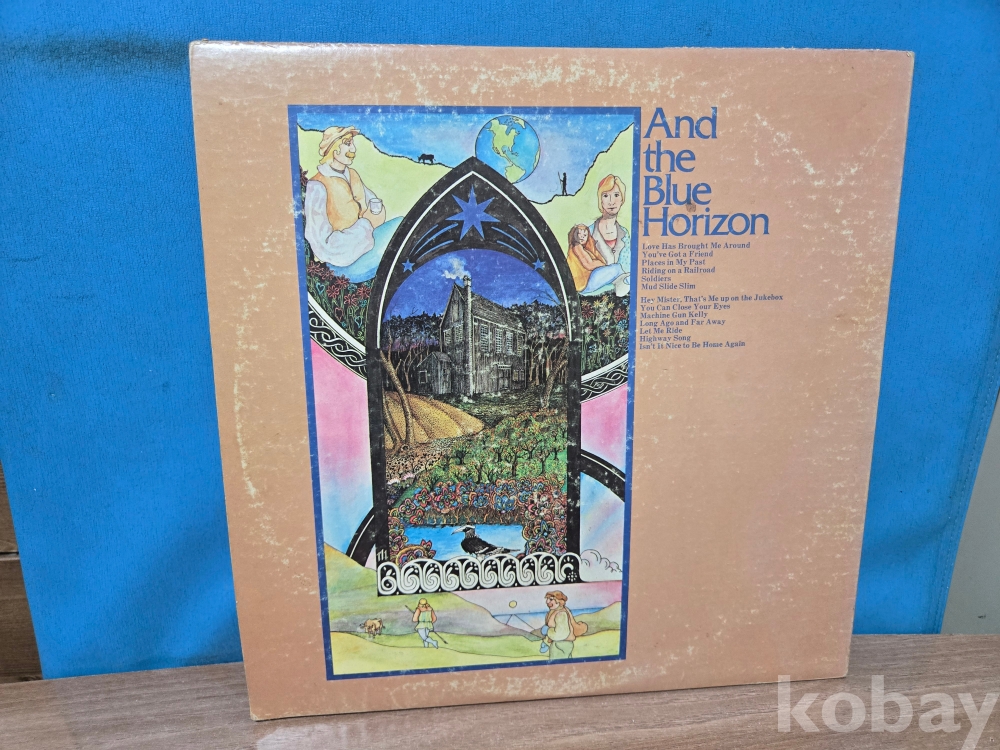 And
the
Blue
Horizon
Love Has Brought Me Around
You've Got a Friend
Places in My Past
Riding on a Railroad
Soldiers
Mud Slide Slim
Hey Mister, That's Me up on the Jukebox
You Can Close Your Eyes
Machine Gun Kelly
Long Ago and Far Away
Let Me Ride
Highway Song
Isn't It Nice to Be Home Again
kobay